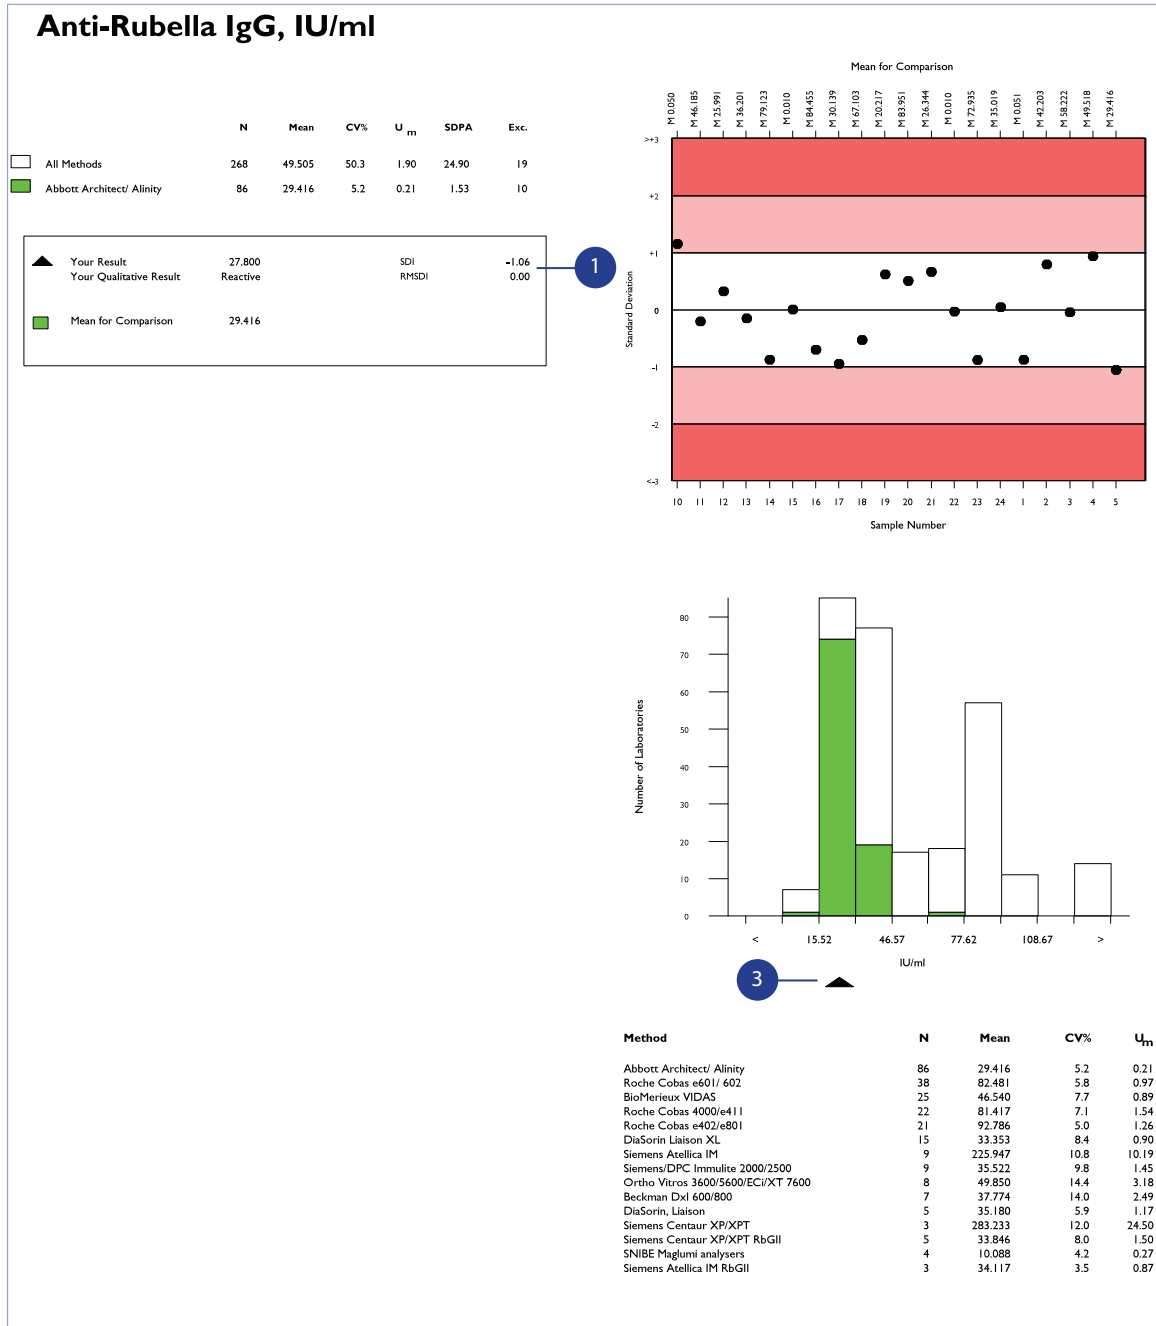 Anti-Rubella IgG, IU/ml
N Mean CV% U m SDPA Exc.
All Methods 268 49.505 50.3 1.90 24.90 19
Abbott Architect/ Alinity 86 29.416 5.2 0.21 1.53 10
Your Result 27.800 SDI -1.06
Your Qualitative Result Reactive RMSDI 0.00
1
Mean for Comparison 29.416
Mean for Comparison
M 0.050 M 46.185 M 25.991 M 36.201 M 79.123 M 0.010 M 84.455 M 30.139 M 67.103 M 20.217 M 83.951 M 26.344 M 0.010 M 72.935 M 35.019 M 0.051 M 42.203 M 58.222 M 49.518 M 29.416
>+3
+2
+1
0
-1
-2
<-3
Standard Deviation
10 11 12 13 14 15 16 17 18 19 20 21 22 23 24 1 2 3 4 5
Sample Number
80
70
60
50
40
30
20
10
0
Number of Laboratories
< 15.52 46.57 77.62 108.67 >
IU/ml
3
Method N Mean CV% Um
Abbott Architect/ Alinity 86 29.416 5.2 0.21
Roche Cobas e601/ 602 38 82.481 5.8 0.97
BioMerieux VIDAS 25 46.540 7.7 0.89
Roche Cobas 4000/e411 22 81.417 7.1 1.54
Roche Cobas e402/e801 21 92.786 5.0 1.26
DiaSorin Liaison XL 15 33.353 8.4 0.90
Siemens Atellica IM 9 225.947 10.8 10.19
Siemens/DPC Immulite 2000/2500 9 35.522 9.8 1.45
Ortho Vitros 3600/5600/ECi/XT 7600 8 49.850 14.4 3.18
Beckman DxI 600/800 7 37.774 14.0 2.49
DiaSorin, Liaison 5 35.180 5.9 1.17
Siemens Centaur XP/XPT 3 283.233 12.0 24.50
Siemens Centaur XP/XPT RbGII 5 33.846 8.0 1.50
SNIBE Maglumi analysers 4 10.088 4.2 0.27
Siemens Atellica IM RbGII 3 34.117 3.5 0.87